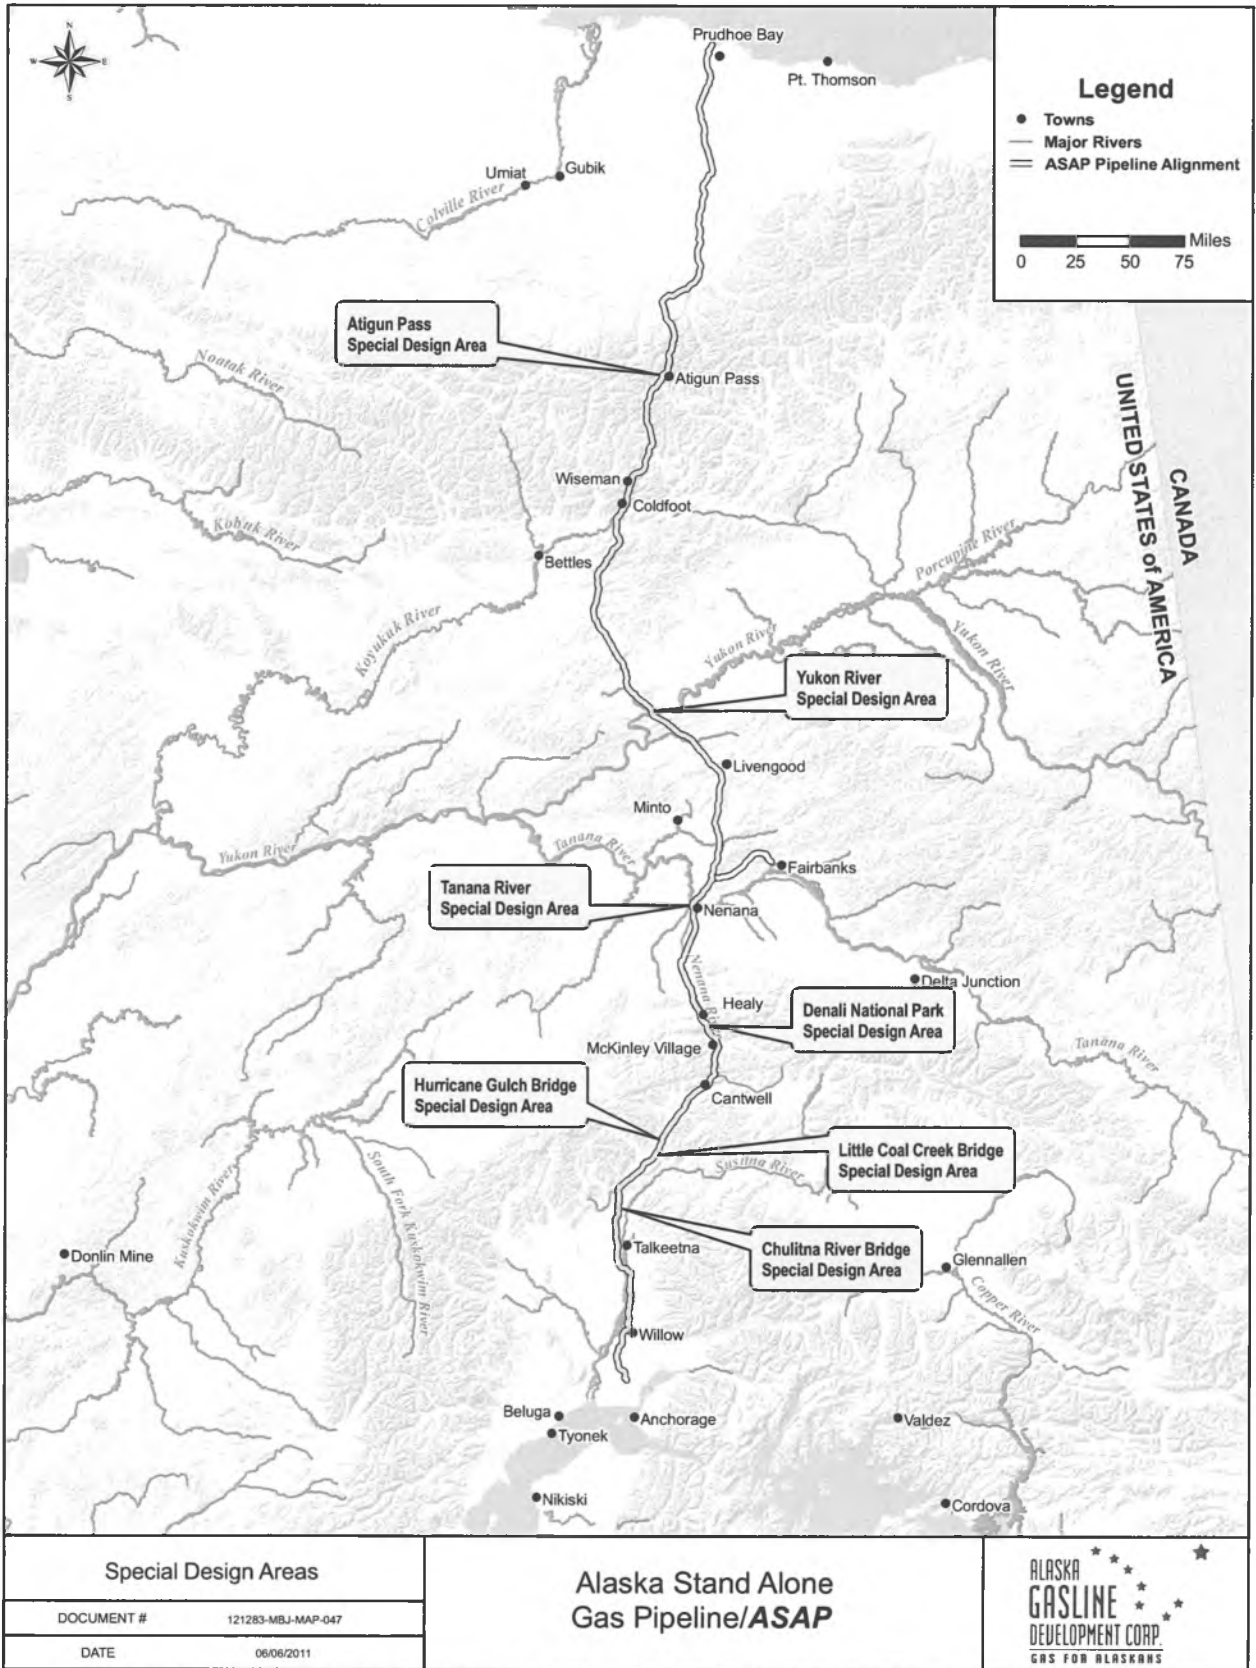 N
W
E
S
Prudhoe Bay
Pt. Thomson
Legend
Towns
Major Rivers
ASAP Pipeline Alignment
Miles
0 25 50 75
Umiat
Gubik
Colville River
Atigun Pass
Special Design Area
Noatak River
Atigun Pass
UNITED STATES of AMERICA
CANADA
Wiseman
Coldfoot
Kobuk River
Bettles
Porcupine River
Koyukuk River
Yukon River
Yukon River
Yukon River
Special Design Area
Livengood
Minto
Yukon River
Tanana River
Fairbanks
Tanana River
Special Design Area
Nenana
Nenana River
Delta Junction
Healy
Denali National Park
Special Design Area
McKinley Village
Tanana River
Hurricane Gulch Bridge
Special Design Area
Cantwell
Little Coal Creek Bridge
Special Design Area
Susitna River
Kuskokwim River
South Fork Kuskokwim River
Donlin Mine
Talkeetna
Chulitna River Bridge
Special Design Area
Glennallen
Copper River
Willow
Beluga
Anchorage
Valdez
Tyonek
Nikiski
Cordova
Special Design Areas
DOCUMENT # 121283-MBJ-MAP-047
DATE 06/06/2011
Alaska Stand Alone
Gas Pipeline/ASAP
ALASKA
GASLINE
DEVELOPMENT CORP.
GAS FOR ALASKANS